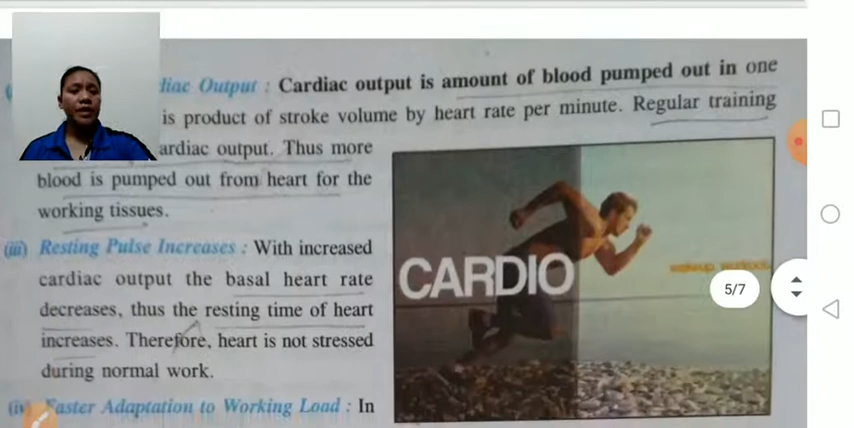 diac Output : Cardiac output is amount of blood pumped out in one
is product of stroke volume by heart rate per minute. Regular training
ardiac output. Thus more
blood is pumped out from heart for the
working tissues.
(iii) Resting Pulse Increases : With increased
cardiac output the basal heart rate
decreases, thus the resting time of heart
increases. Therefore, heart is not stressed
during normal work.
Faster Adaptation to Working Load : In
CARDIO
5/7